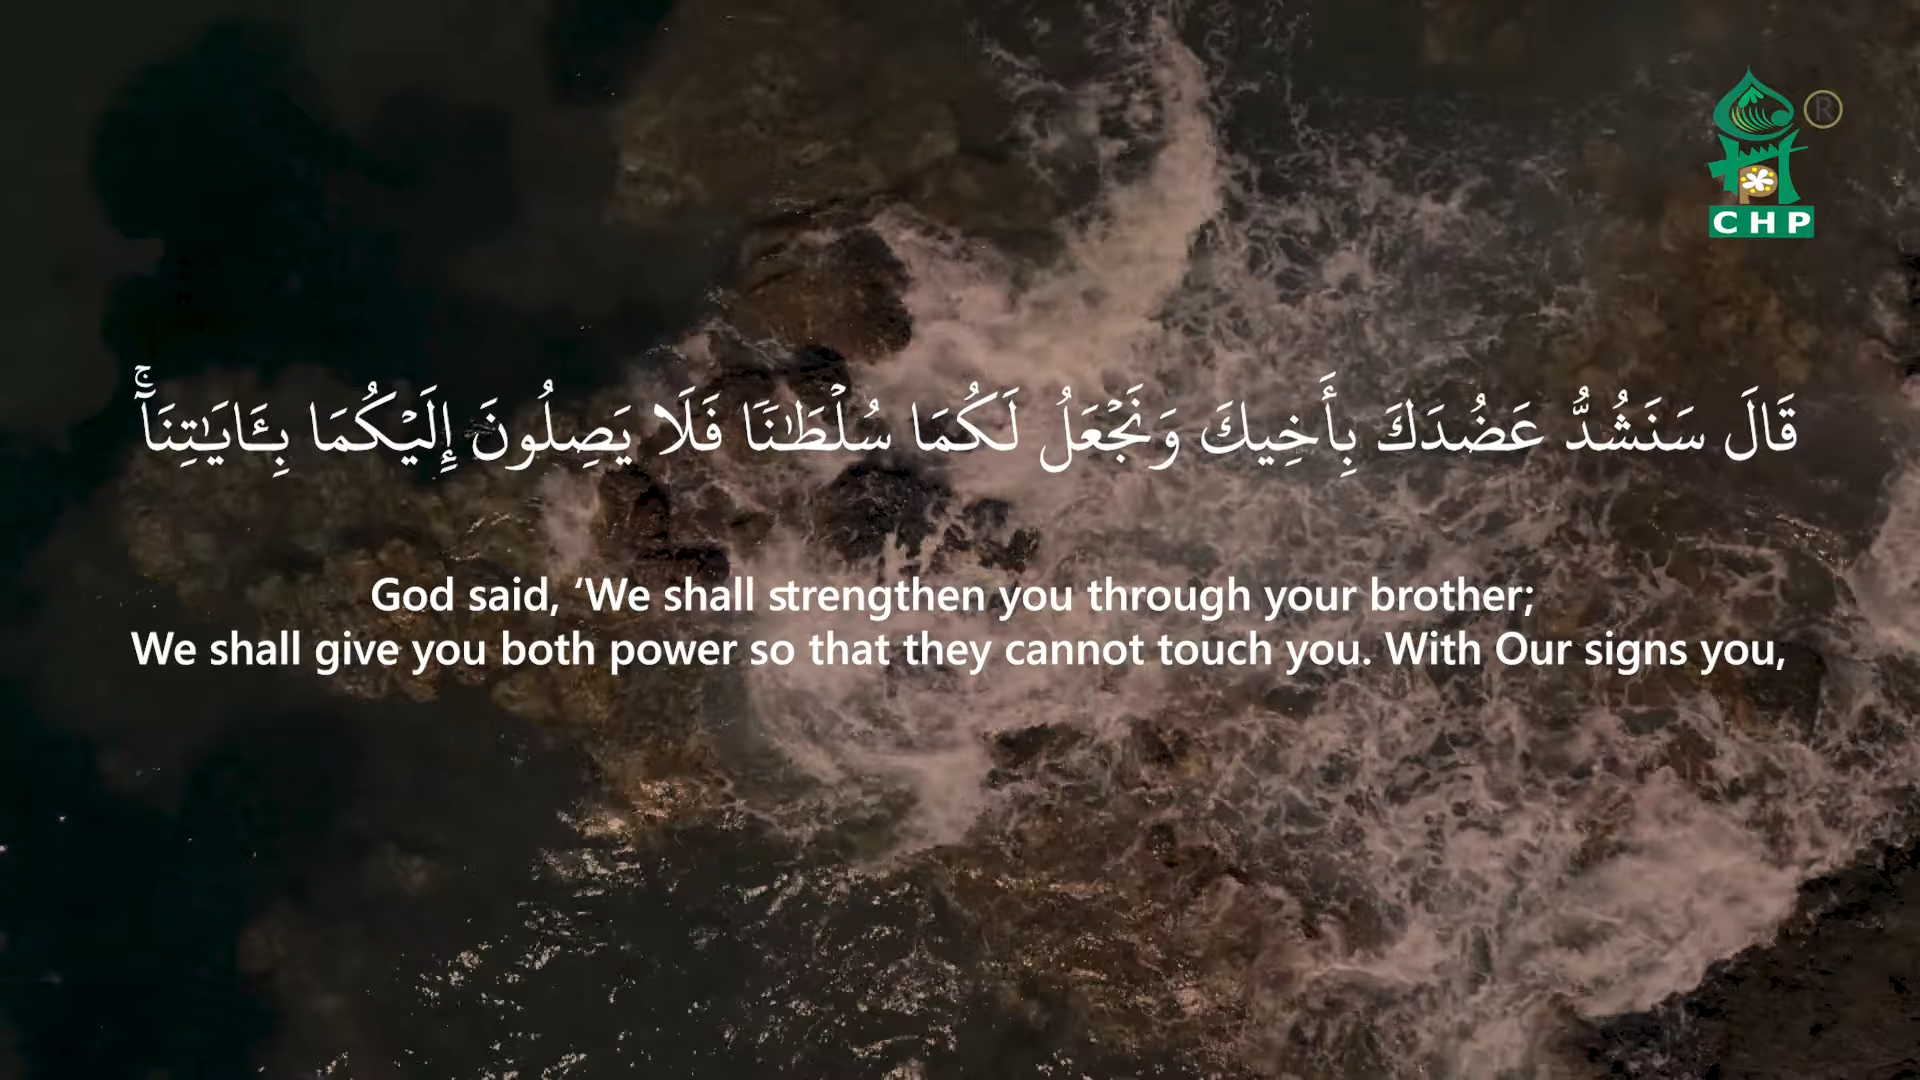 CHP
®
قَالَ سَنَشُدُّ عَضُدَكَ بِأَخِيكَ وَنَجْعَلُ لَكُمَا سُلْطَٰنًا فَلَا يَصِلُونَ إِلَيْكُمَا بِـَٔايَٰتِنَآ ۚ
God said, ‘We shall strengthen you through your brother;
We shall give you both power so that they cannot touch you. With Our signs you,